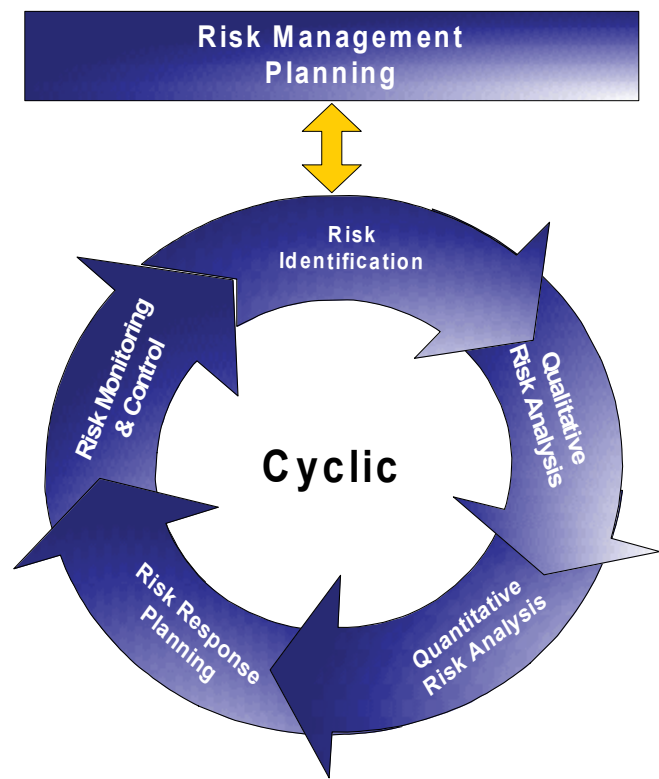 Risk Management
Planning
Risk
Identification
Qualitative
Risk Analysis
Quantitative
Risk Analysis
Risk Response
Planning
Risk Monitoring
& Control
Cyclic